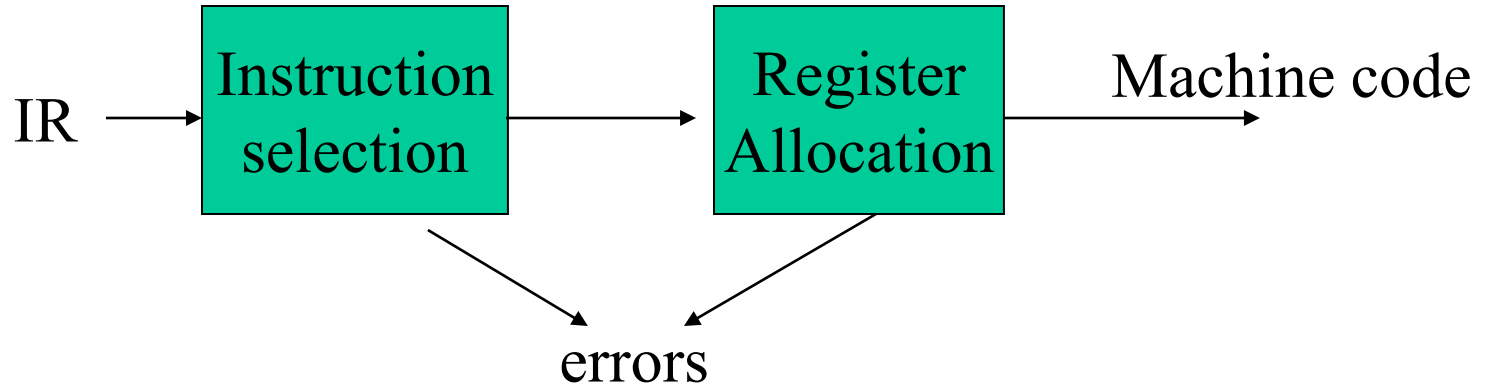 IR
Instruction
selection
Register
Allocation
Machine code
errors